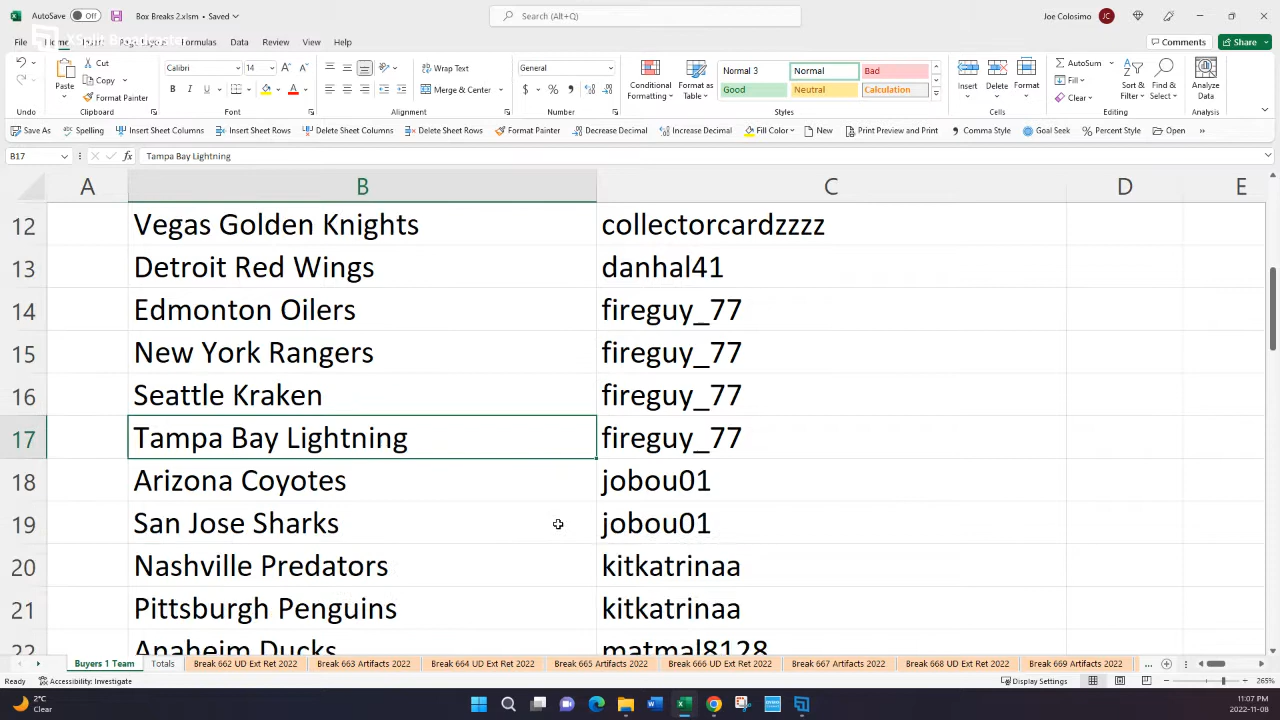 AutoSave Off Box Breaks 2.xlsm • Saved Search (Alt+Q) Joe Colosimo JC
XSplit Broadcaster
File Home Page Layout Formulas Data Review View Help Comments Share
Paste Cut Copy Format Painter
Calibri 14 Wrap Text Merge & Center General
Conditional Formatting Format as Table
Normal 3 Normal Bad
Good Neutral Calculation
Insert Delete Format AutoSum Fill Clear Sort & Filter Find & Select Analyze Data
Undo Clipboard Font Alignment Number Styles Cells Editing Analysis
Save As Spelling Insert Sheet Columns Insert Sheet Rows Delete Sheet Columns Delete Sheet Rows Format Painter Decrease Decimal Increase Decimal Fill Color New Print Preview and Print Comma Style Goal Seek Percent Style Open
B17 fx Tampa Bay Lightning
A B C D E
12 Vegas Golden Knights collectorcardzzzz
13 Detroit Red Wings danhal41
14 Edmonton Oilers fireguy_77
15 New York Rangers fireguy_77
16 Seattle Kraken fireguy_77
17 Tampa Bay Lightning fireguy_77
18 Arizona Coyotes jobou01
19 San Jose Sharks jobou01
20 Nashville Predators kitkatrinaa
21 Pittsburgh Penguins kitkatrinaa
22 Anaheim Ducks matmal8128
Buyers 1 Team Totals Break 662 UD Ext Ret 2022 Break 663 Artifacts 2022 Break 664 UD Ext Ret 2022 Break 665 Artifacts 2022 Break 666 UD Ext Ret 2022 Break 667 Artifacts 2022 Break 668 UD Ext Ret 2022 Break 669 Artifacts 2022 ...
Ready Accessibility: Investigate Display Settings 265%
2°C
Clear
11:07 PM
2022-11-08